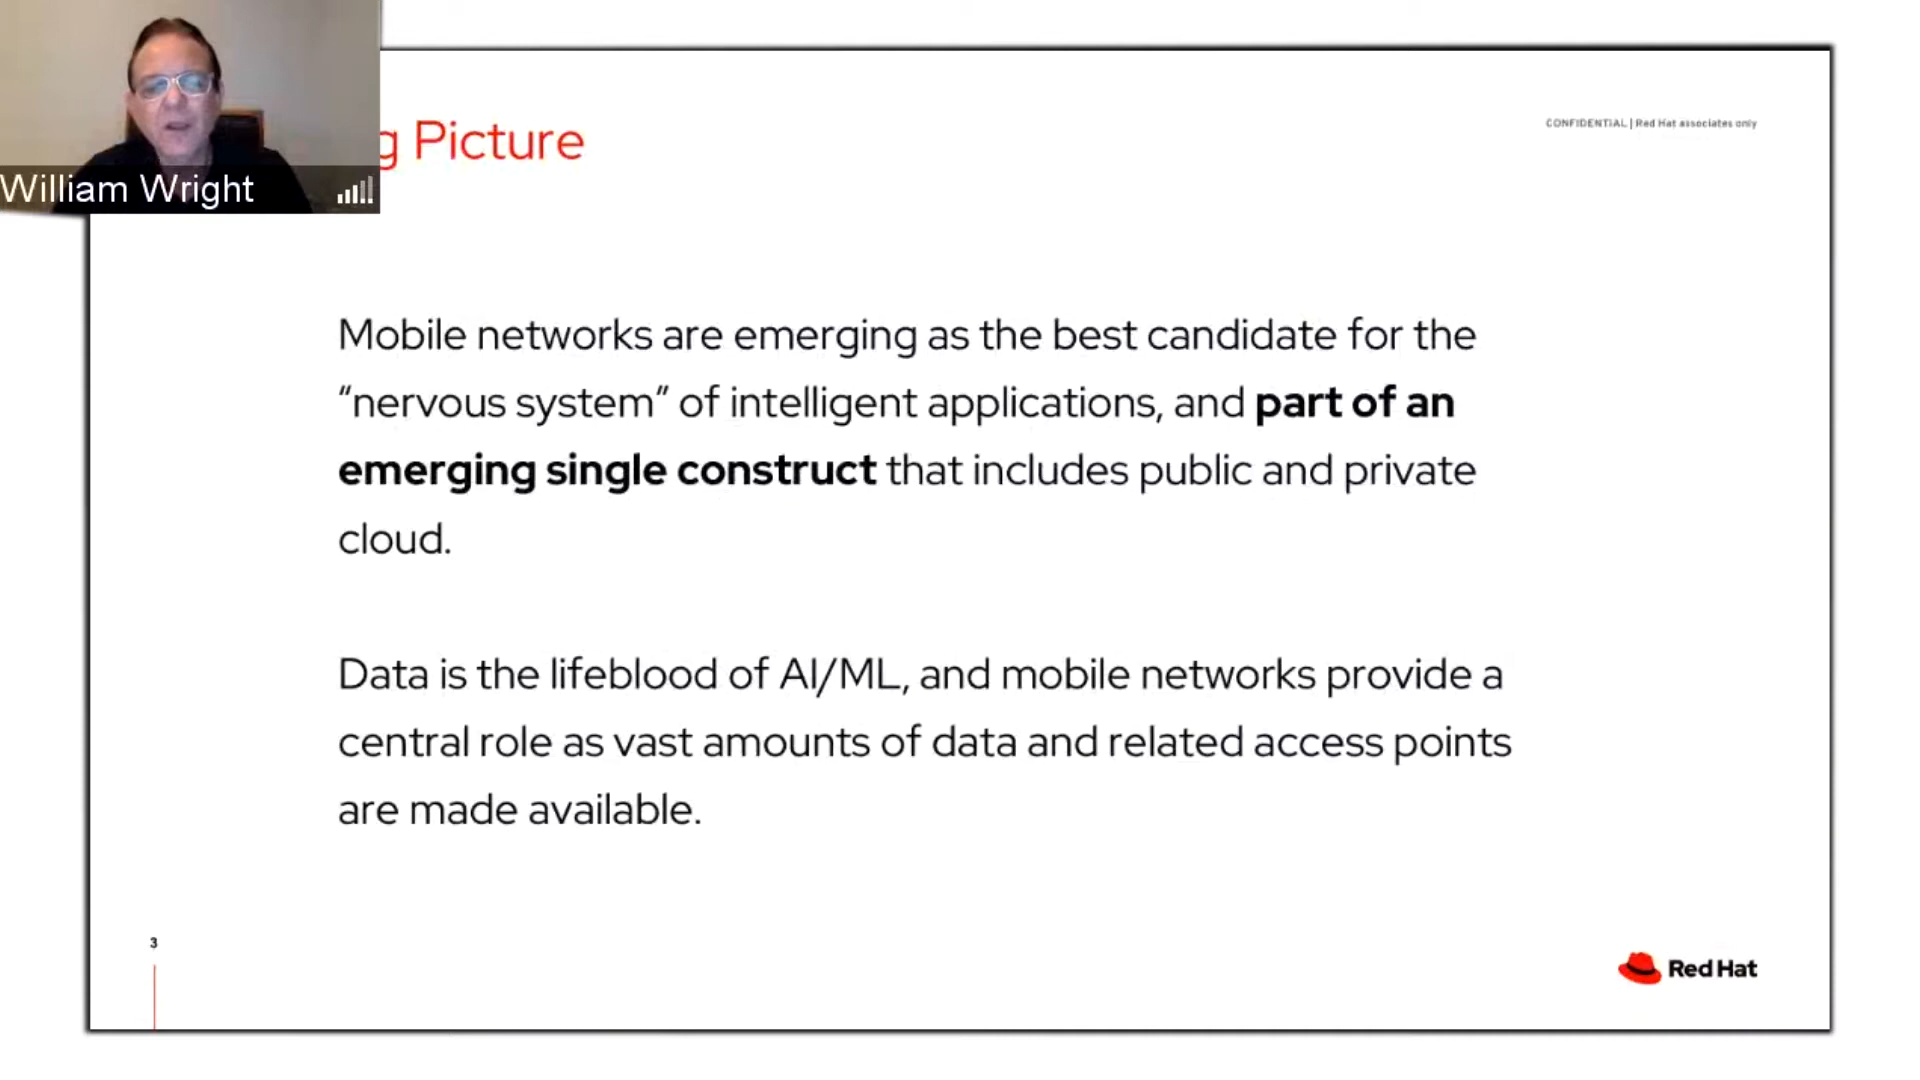 William Wright
g Picture
CONFIDENTIAL | Red Hat associates only
Mobile networks are emerging as the best candidate for the
“nervous system” of intelligent applications, and part of an
emerging single construct that includes public and private
cloud.
Data is the lifeblood of AI/ML, and mobile networks provide a
central role as vast amounts of data and related access points
are made available.
3
Red Hat